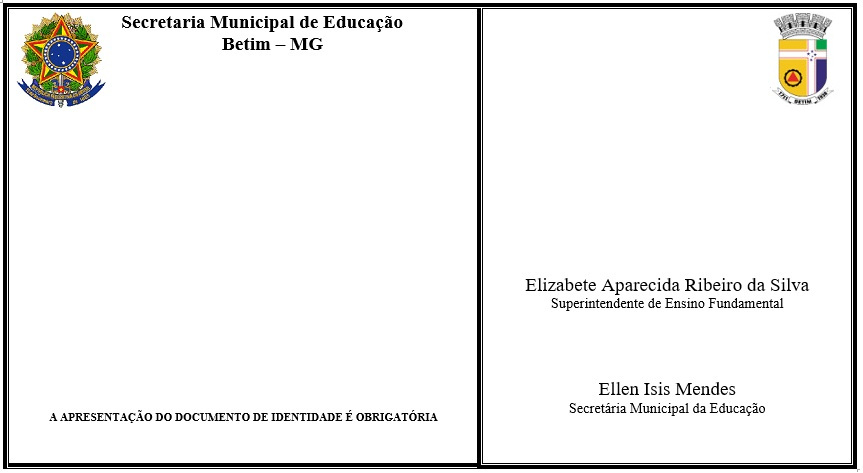 Secretaria Municipal de Educação
Betim – MG
A APRESENTAÇÃO DO DOCUMENTO DE IDENTIDADE É OBRIGATÓRIA
BETIM
Elizabete Aparecida Ribeiro da Silva
Superintendente de Ensino Fundamental
Ellen Isis Mendes
Secretária Municipal da Educação